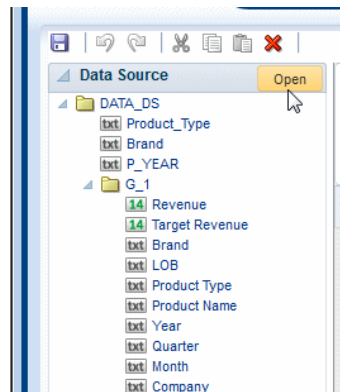 Data Source
Open
DATA_DS
txt Product_Type
txt Brand
txt P_YEAR
G_1
14 Revenue
14 Target Revenue
txt Brand
txt LOB
txt Product Type
txt Product Name
txt Year
txt Quarter
txt Month
txt Company